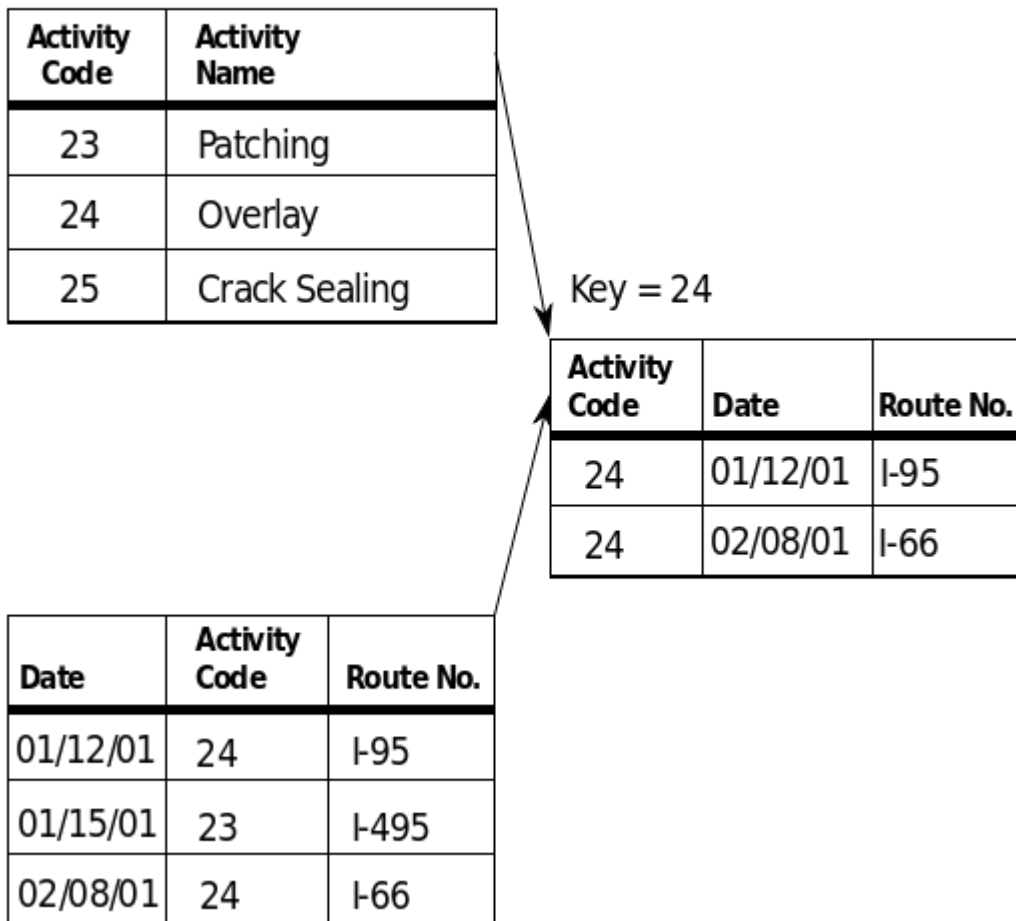 Activity Code Activity Name
23 Patching
24 Overlay
25 Crack Sealing
Key = 24
Activity Code Date Route No.
24 01/12/01 I-95
24 02/08/01 I-66
Date Activity Code Route No.
01/12/01 24 I-95
01/15/01 23 I-495
02/08/01 24 I-66